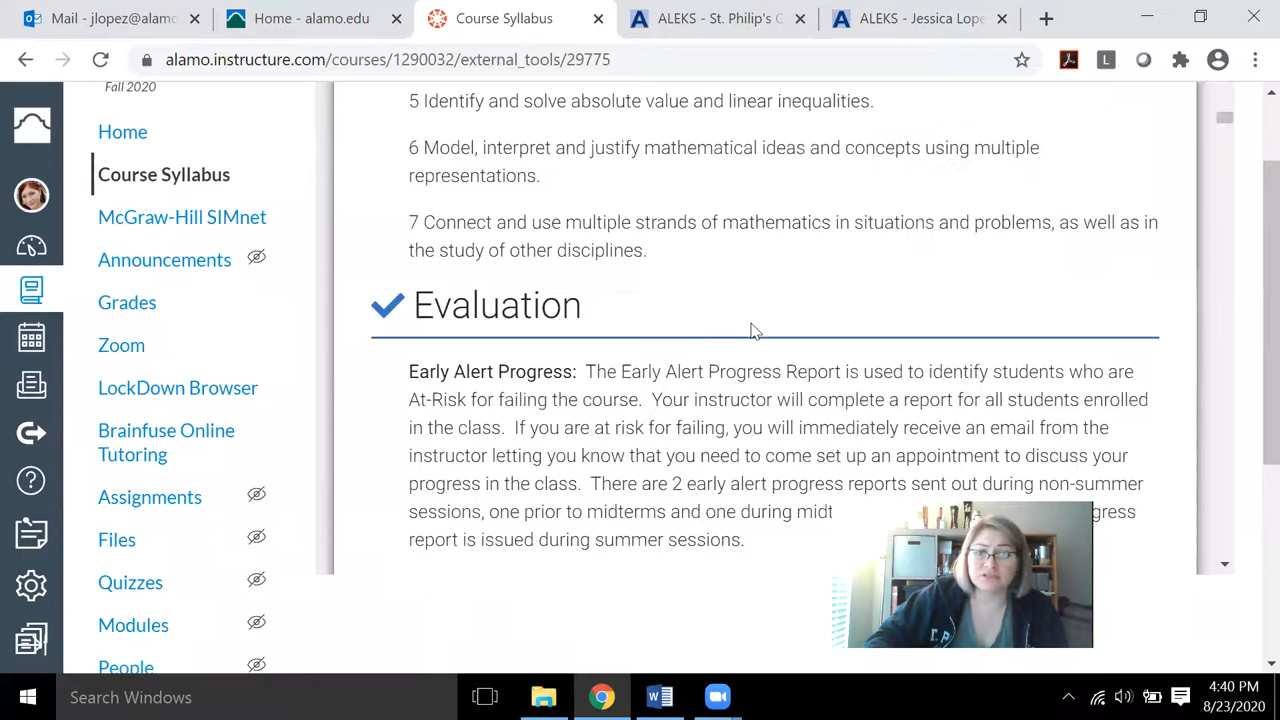 Mail - jlopez@alamo
Home - alamo.edu
Course Syllabus
ALEKS - St. Philip's C
ALEKS - Jessica Lope
alamo.instructure.com/courses/1290032/external_tools/29775
L
Fall 2020
Home
Course Syllabus
McGraw-Hill SIMnet
Announcements
Grades
Zoom
LockDown Browser
Brainfuse Online
Tutoring
Assignments
Files
Quizzes
Modules
People
5 Identify and solve absolute value and linear inequalities.
6 Model, interpret and justify mathematical ideas and concepts using multiple
representations.
7 Connect and use multiple strands of mathematics in situations and problems, as well as in
the study of other disciplines.
Evaluation
Early Alert Progress: The Early Alert Progress Report is used to identify students who are
At-Risk for failing the course. Your instructor will complete a report for all students enrolled
in the class. If you are at risk for failing, you will immediately receive an email from the
instructor letting you know that you need to come set up an appointment to discuss your
progress in the class. There are 2 early alert progress reports sent out during non-summer
sessions, one prior to midterms and one during midt gress
report is issued during summer sessions.
Search Windows
4:40 PM
8/23/2020